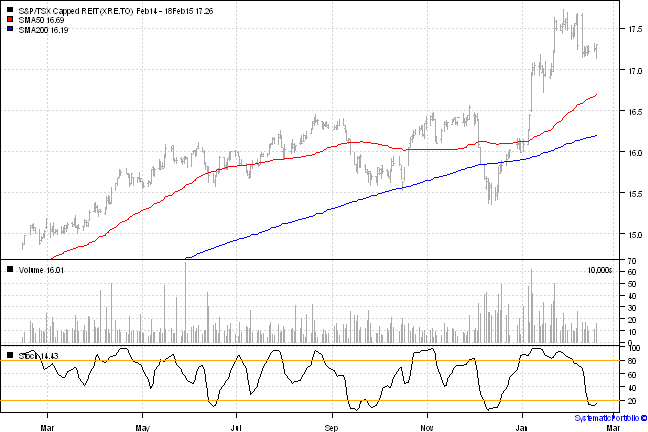 S&P/TSX Capped REIT(XRE.TO) Feb14 - 18Feb15 17.26
SMA50 16.69
SMA200 16.19
17.5
17.0
16.5
16.0
15.5
15.0
Volume 16.01
10,000s
70
60
50
40
30
20
10
0
Stock 14.43
100
80
60
40
20
Mar
May
Jul
Sep
Nov
Jan
Mar
SystematicPortfolio ©